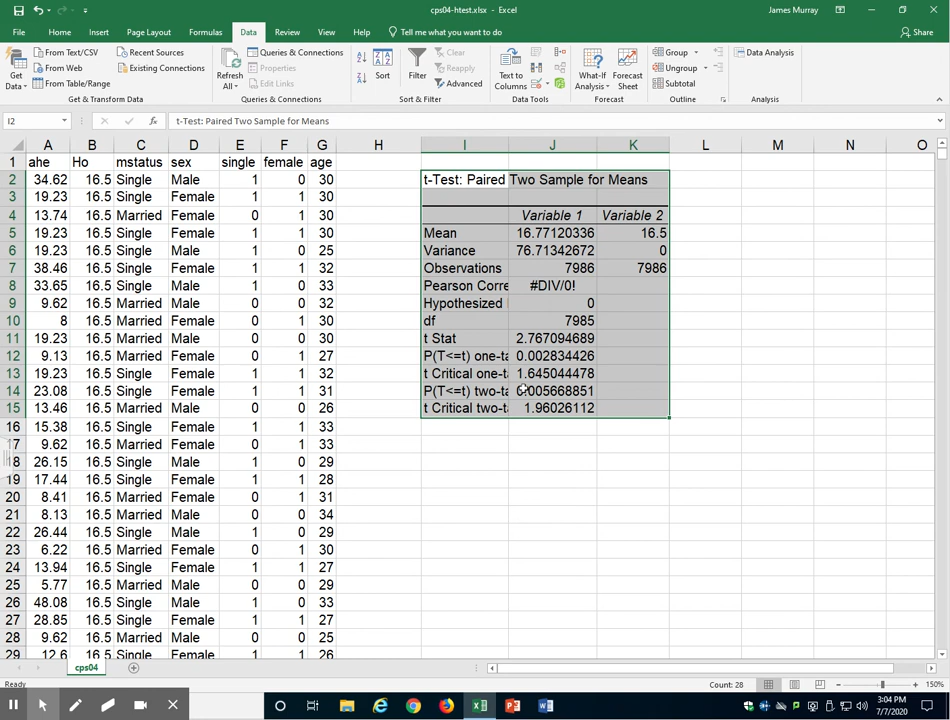 cps04-htest.xlsx - Excel
James Murray
File Home Insert Page Layout Formulas Data Review View Help Tell me what you want to do Share
Get Data
From Text/CSV
From Web
From Table/Range
Recent Sources
Existing Connections
Get & Transform Data
Refresh All
Queries & Connections
Properties
Edit Links
Queries & Connections
Sort
Filter
Clear
Reapply
Advanced
Sort & Filter
Text to Columns
Data Tools
What-If Analysis
Forecast Sheet
Forecast
Group
Ungroup
Subtotal
Outline
Data Analysis
Analysis
I2 fx t-Test: Paired Two Sample for Means
A B C D E F G H I J K L M N O
1 ahe Ho mstatus sex single female age
2 34.62 16.5 Single Male 1 0 30 t-Test: Paired Two Sample for Means
3 19.23 16.5 Single Female 1 1 30
4 13.74 16.5 Married Female 0 1 30 Variable 1 Variable 2
5 19.23 16.5 Single Female 1 1 30 Mean 16.77120336 16.5
6 19.23 16.5 Single Male 1 0 25 Variance 76.71342672 0
7 38.46 16.5 Single Female 1 1 32 Observations 7986 7986
8 33.65 16.5 Single Male 1 0 33 Pearson Corre #DIV/0!
9 9.62 16.5 Married Male 0 0 32 Hypothesized 0
10 8 16.5 Married Female 0 1 30 df 7985
11 19.23 16.5 Married Male 0 0 30 t Stat 2.767094689
12 9.13 16.5 Married Female 0 1 27 P(T<=t) one-ta 0.002834426
13 19.23 16.5 Single Female 1 1 32 t Critical one-ta 1.645044478
14 23.08 16.5 Single Female 1 1 31 P(T<=t) two-ta 0.005668851
15 13.46 16.5 Married Male 0 0 26 t Critical two-ta 1.96026112
16 15.38 16.5 Single Female 1 1 33
17 9.62 16.5 Married Female 0 1 33
18 26.15 16.5 Single Male 1 0 29
19 17.44 16.5 Single Female 1 1 28
20 8.41 16.5 Married Female 0 1 31
21 8.13 16.5 Married Male 0 0 34
22 26.44 16.5 Single Male 1 0 29
23 6.22 16.5 Married Female 0 1 30
24 13.94 16.5 Single Female 1 1 27
25 5.77 16.5 Married Male 0 0 29
26 48.08 16.5 Single Male 1 0 33
27 28.85 16.5 Single Female 1 1 27
28 9.62 16.5 Married Male 0 0 25
29 12.6 16.5 Single Female 1 1 26
cps04
Ready Count: 28 150%
3:04 PM
7/7/2020